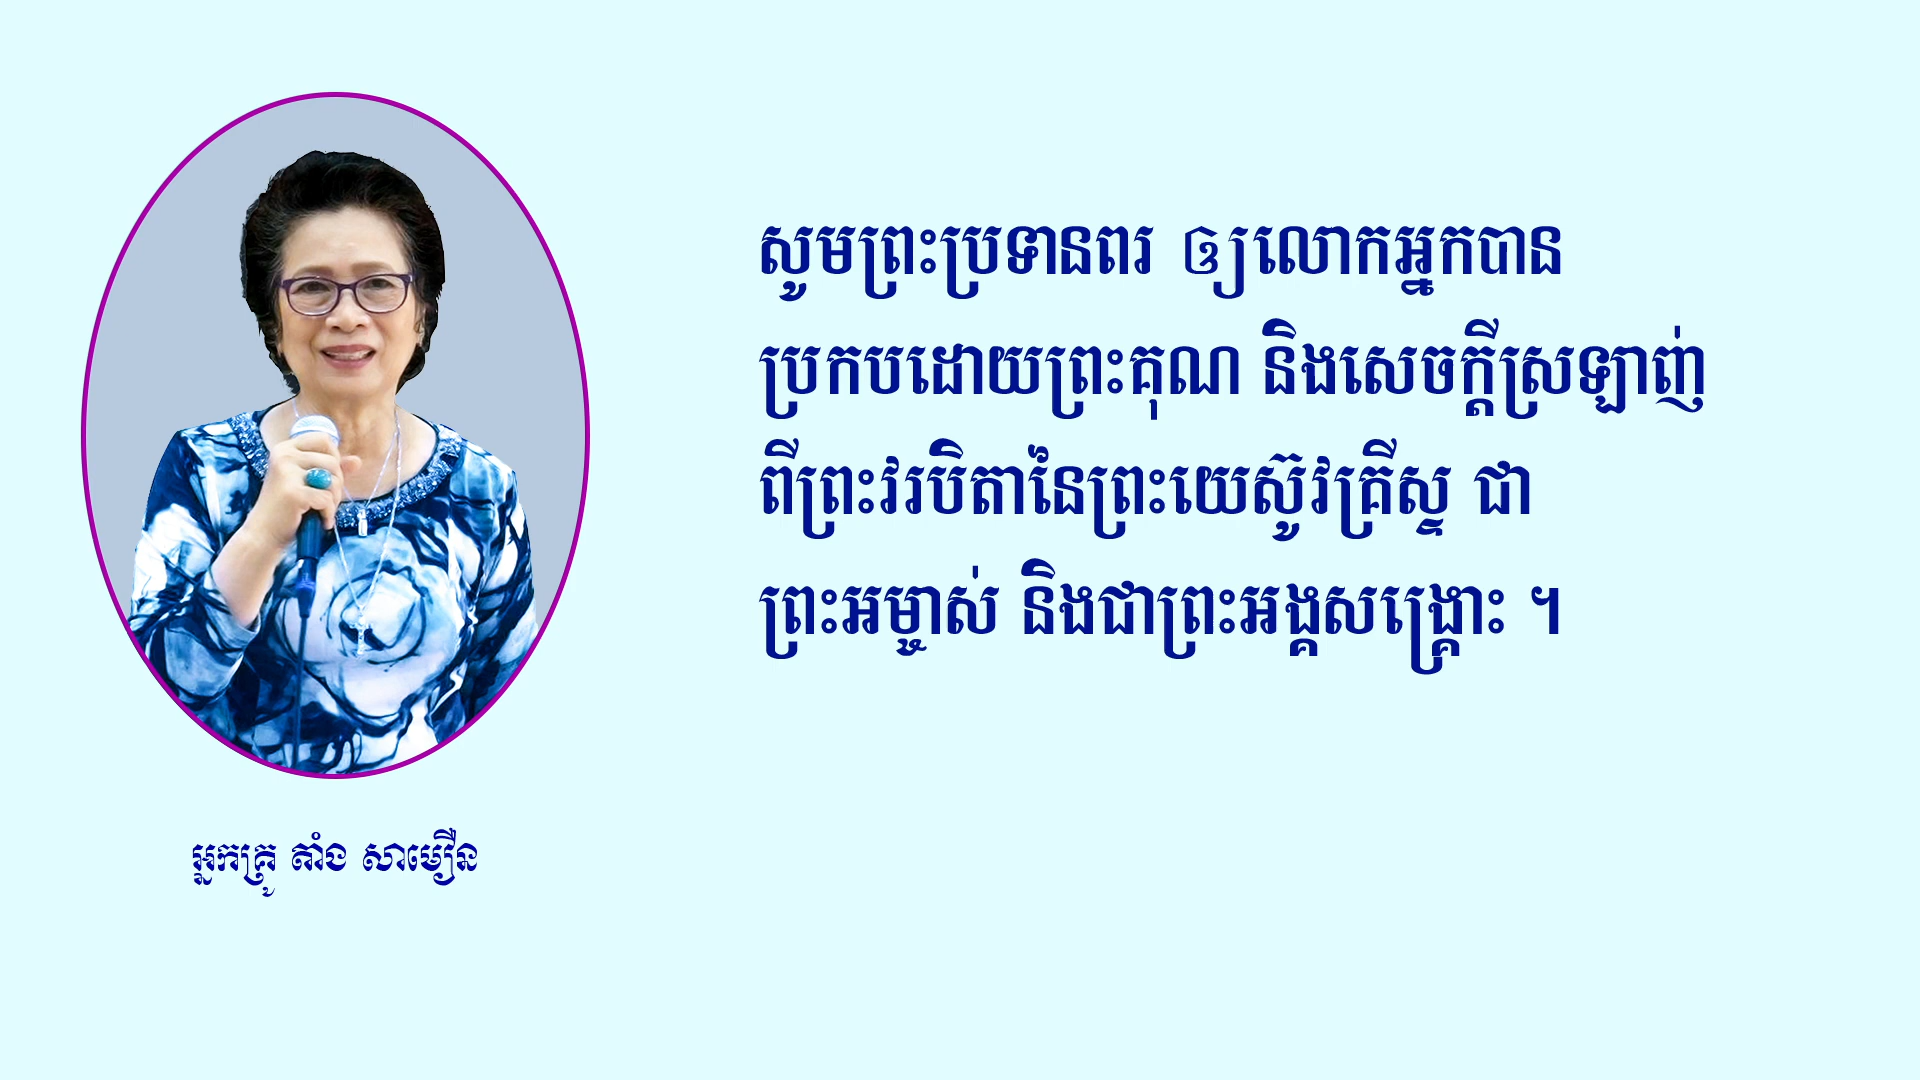 សូមព្រះប្រទានពរ ឲ្យលោកអ្នកបាន
ប្រកបដោយព្រះគុណ និងសេចក្ដីស្រឡាញ់
ពីព្រះវរបិតានៃព្រះយេស៊ូវគ្រីស្ទ ជា
ព្រះអម្ចាស់ និងជាព្រះអង្គសង្គ្រោះ ។
អ្នកគ្រូ តាំង សាមឿន